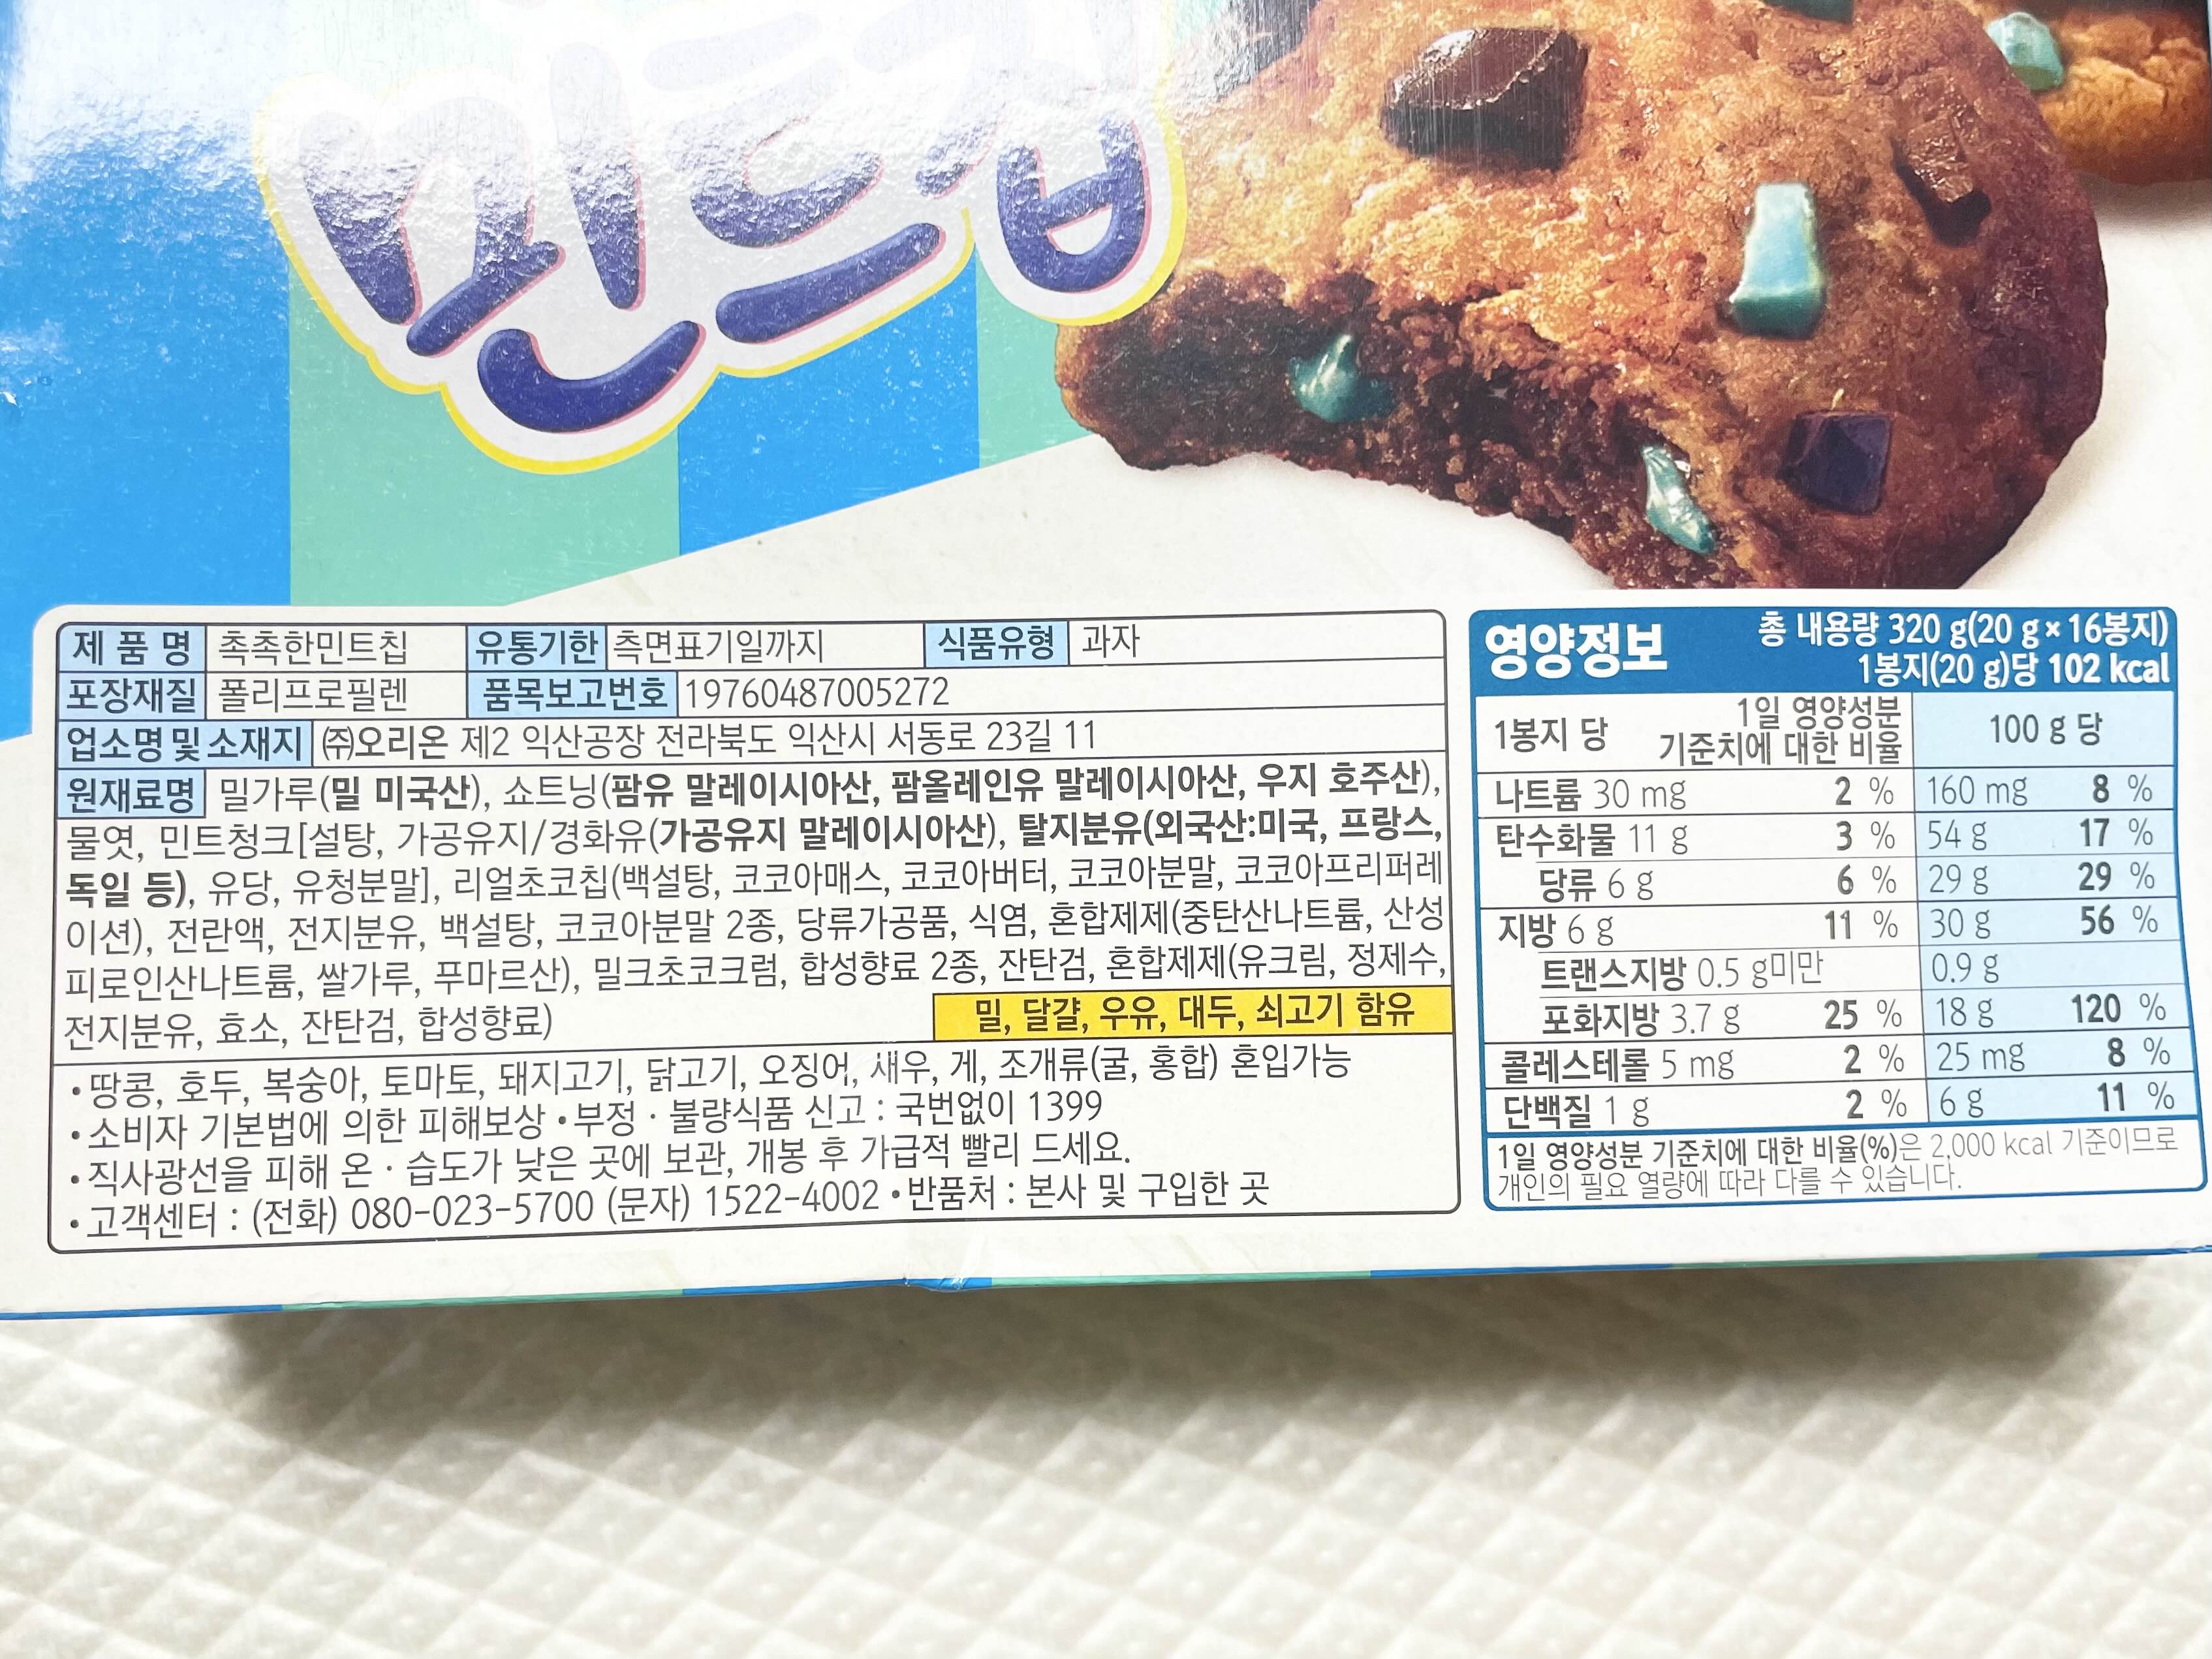 민트칩
제 품 명 촉촉한민트칩 유통기한 측면표기일까지 식품유형 과자
포장재질 폴리프로필렌 품목보고번호 19760487005272
업소명 및 소재지 ㈜오리온 제2 익산공장 전라북도 익산시 서동로 23길 11
원재료명 밀가루(밀 미국산), 쇼트닝(팜유 말레이시아산, 팜올레인유 말레이시아산, 우지 호주산),
물엿, 민트청크[설탕, 가공유지/경화유(가공유지 말레이시아산), 탈지분유(외국산:미국, 프랑스,
독일 등), 유당, 유청분말], 리얼초코칩(백설탕, 코코아매스, 코코아버터, 코코아분말, 코코아프리퍼레
이션), 전란액, 전지분유, 백설탕, 코코아분말 2종, 당류가공품, 식염, 혼합제제(중탄산나트륨, 산성
피로인산나트륨, 쌀가루, 푸마르산), 밀크초코크럼, 합성향료 2종, 잔탄검, 혼합제제(유크림, 정제수,
전지분유, 효소, 잔탄검, 합성향료)
밀, 달걀, 우유, 대두, 쇠고기 함유
• 땅콩, 호두, 복숭아, 토마토, 돼지고기, 닭고기, 오징어, 새우, 게, 조개류(굴, 홍합) 혼입가능
• 소비자 기본법에 의한 피해보상 • 부정 · 불량식품 신고 : 국번없이 1399
• 직사광선을 피해 온 · 습도가 낮은 곳에 보관, 개봉 후 가급적 빨리 드세요.
• 고객센터 : (전화) 080-023-5700 (문자) 1522-4002 • 반품처 : 본사 및 구입한 곳
영양정보
총 내용량 320 g(20 g × 16봉지)
1봉지(20 g)당 102 kcal
1봉지 당 1일 영양성분 기준치에 대한 비율 100 g 당
나트륨 30 mg 2 % 160 mg 8 %
탄수화물 11 g 3 % 54 g 17 %
당류 6 g 6 % 29 g 29 %
지방 6 g 11 % 30 g 56 %
트랜스지방 0.5 g미만 0.9 g
포화지방 3.7 g 25 % 18 g 120 %
콜레스테롤 5 mg 2 % 25 mg 8 %
단백질 1 g 2 % 6 g 11 %
1일 영양성분 기준치에 대한 비율(%)은 2,000 kcal 기준이므로
개인의 필요 열량에 따라 다를 수 있습니다.